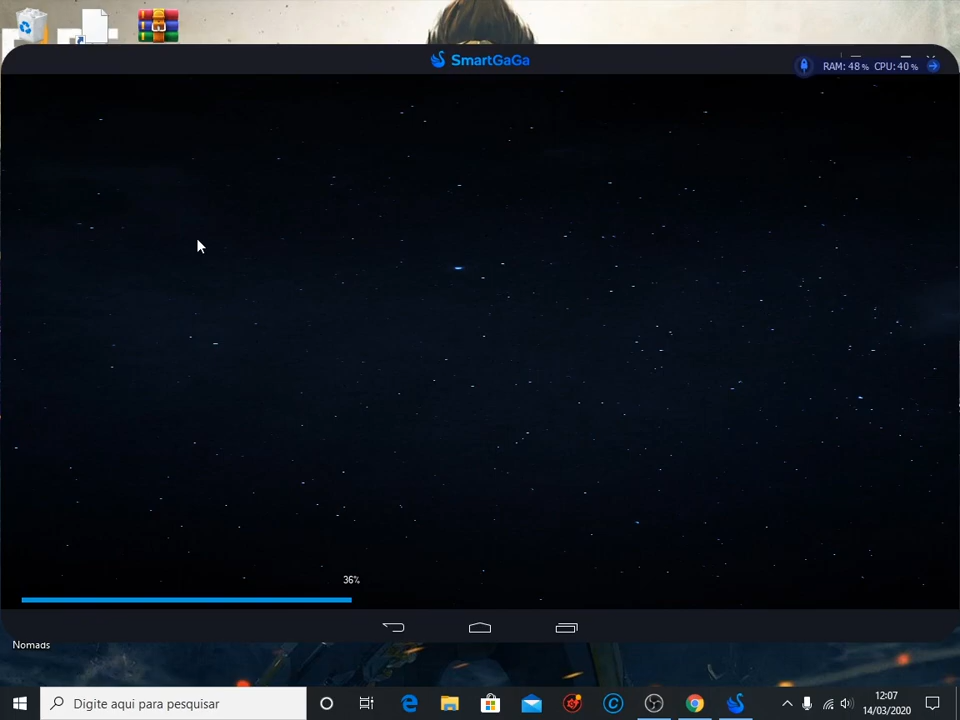 SmartGaGa
RAM: 48% CPU: 40%
36%
Nomads
Digite aqui para pesquisar
12:07
14/03/2020